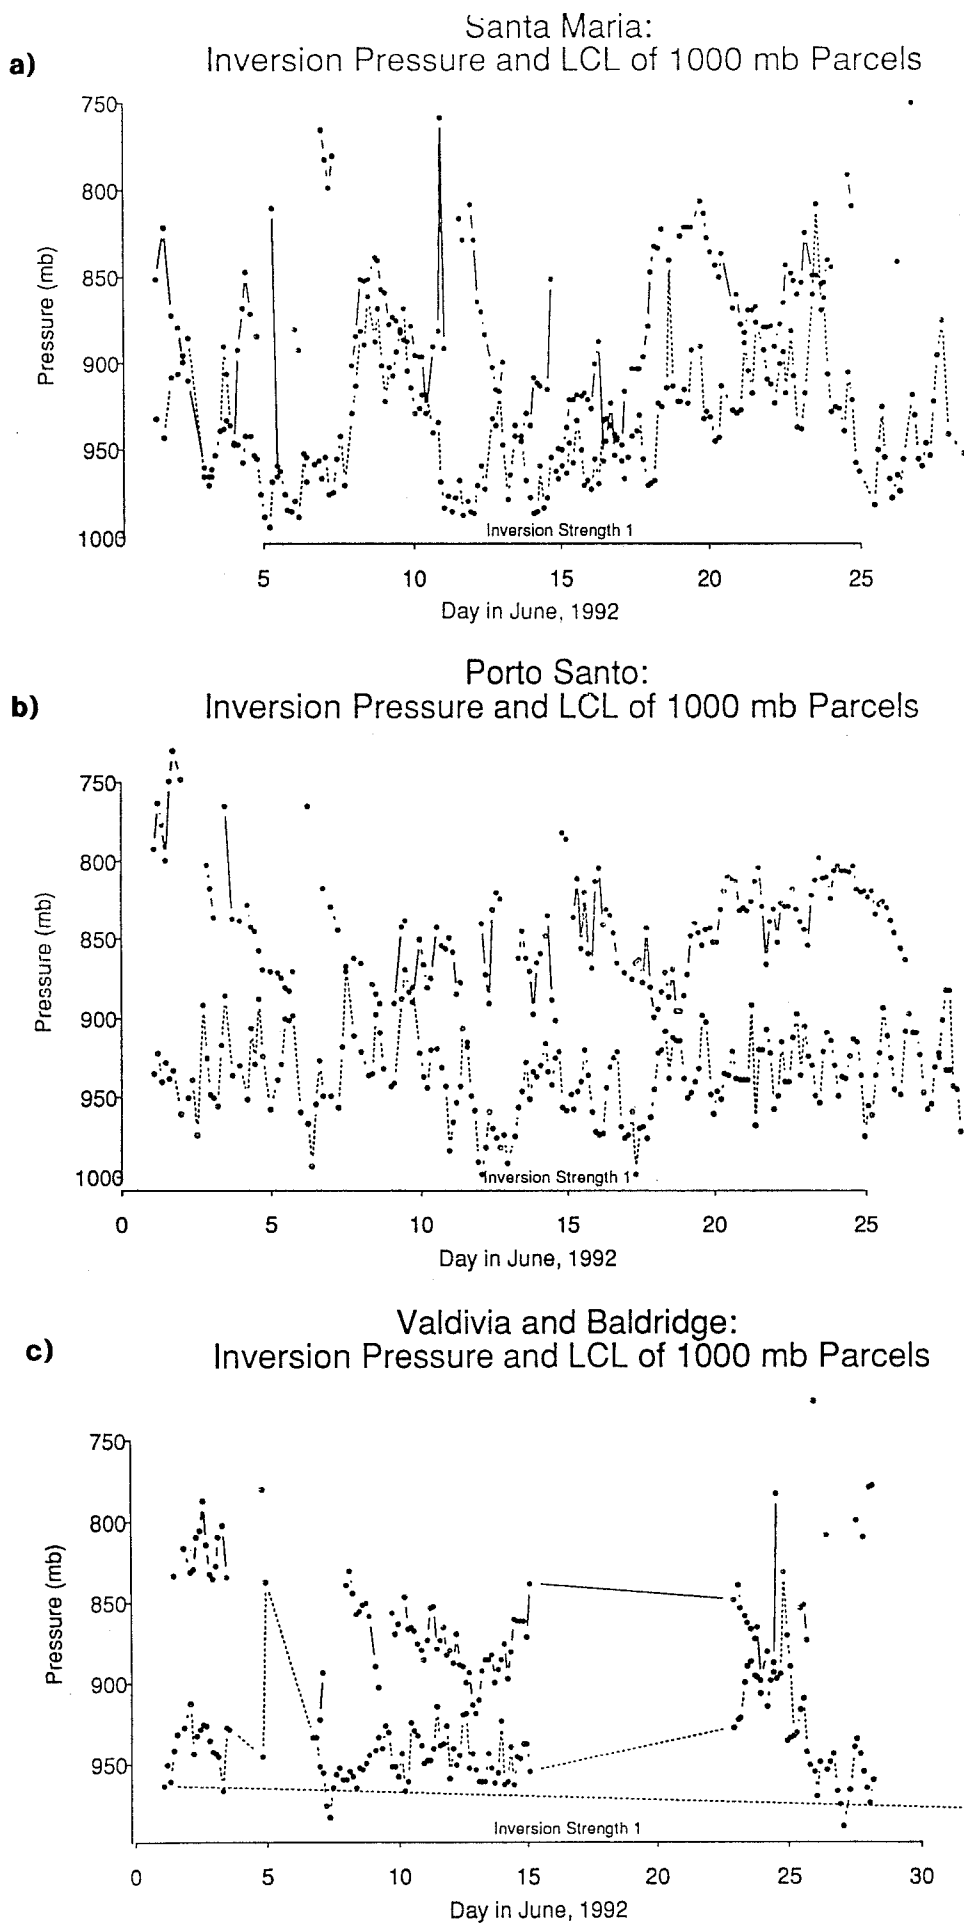 a)
Santa Maria:
Inversion Pressure and LCL of 1000 mb Parcels
750
800
850
900
950
1000
Pressure (mb)
Inversion Strength 1
5 10 15 20 25
Day in June, 1992
b)
Porto Santo:
Inversion Pressure and LCL of 1000 mb Parcels
750
800
850
900
950
1000
Pressure (mb)
Inversion Strength 1
0 5 10 15 20 25
Day in June, 1992
c)
Valdivia and Baldridge:
Inversion Pressure and LCL of 1000 mb Parcels
750
800
850
900
950
Pressure (mb)
Inversion Strength 1
0 5 10 15 20 25 30
Day in June, 1992